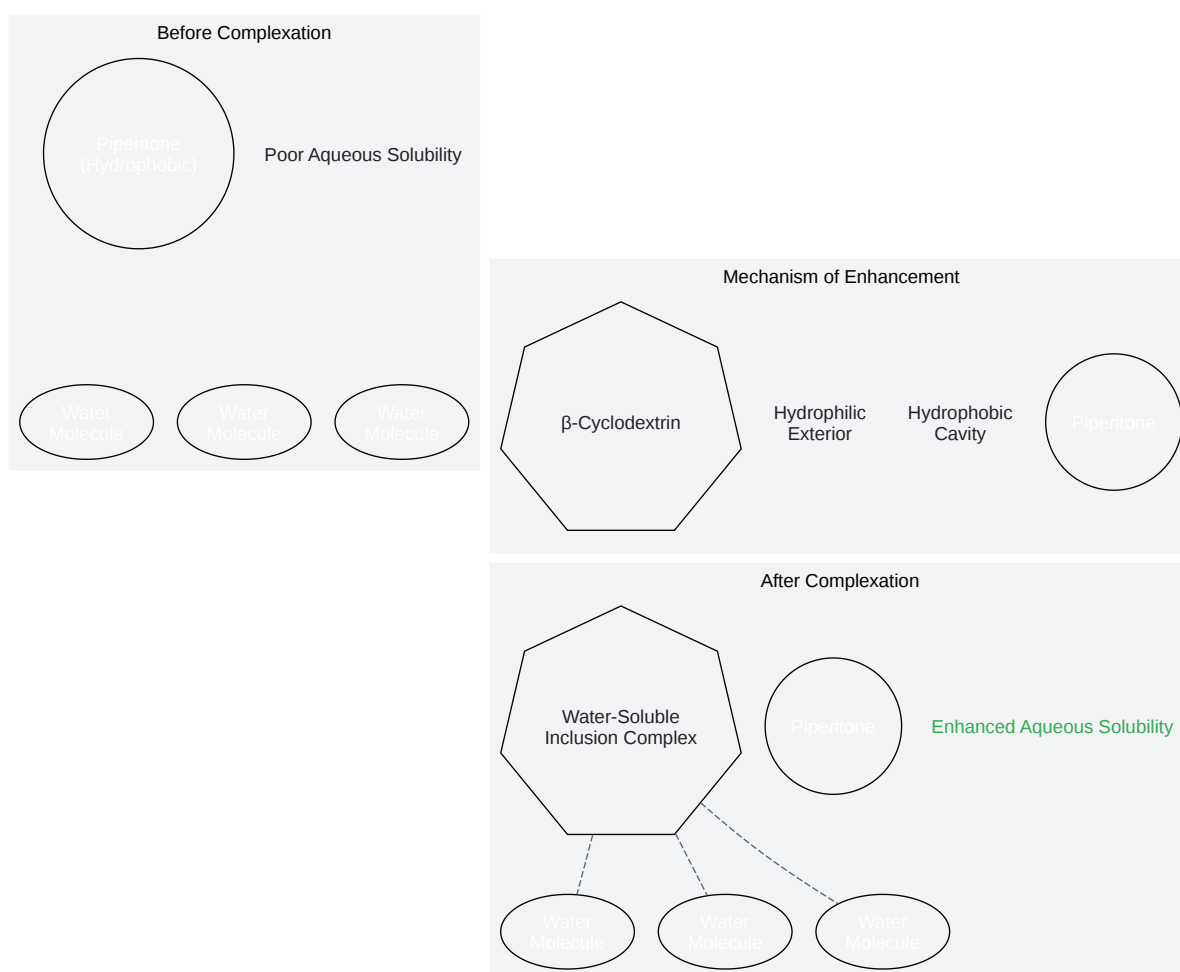 Before Complexation
Piperitone
(Hydrophobic)
Poor Aqueous Solubility
Water
Molecule
Water
Molecule
Water
Molecule
Mechanism of Enhancement
β-Cyclodextrin
Hydrophilic
Exterior
Hydrophobic
Cavity
Piperitone
After Complexation
Water-Soluble
Inclusion Complex
Piperitone
Enhanced Aqueous Solubility
Water
Molecule
Water
Molecule
Water
Molecule